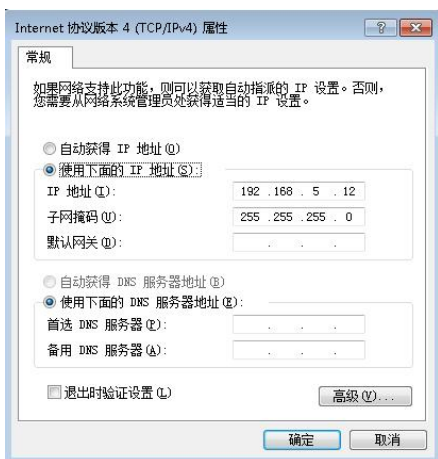 Internet 协议版本 4 (TCP/IPv4) 属性
常规
如果网络支持此功能，则可以获取自动指派的 IP 设置。否则，
您需要从网络系统管理员处获得适当的 IP 设置。
自动获得 IP 地址(O)
使用下面的 IP 地址(S):
IP 地址(I): 192 .168 . 5 . 12
子网掩码(U): 255 .255 .255 . 0
默认网关(D): . . .
自动获得 DNS 服务器地址(B)
使用下面的 DNS 服务器地址(E):
首选 DNS 服务器(P): . . .
备用 DNS 服务器(A): . . .
退出时验证设置(L)
高级(V)...
确定 取消